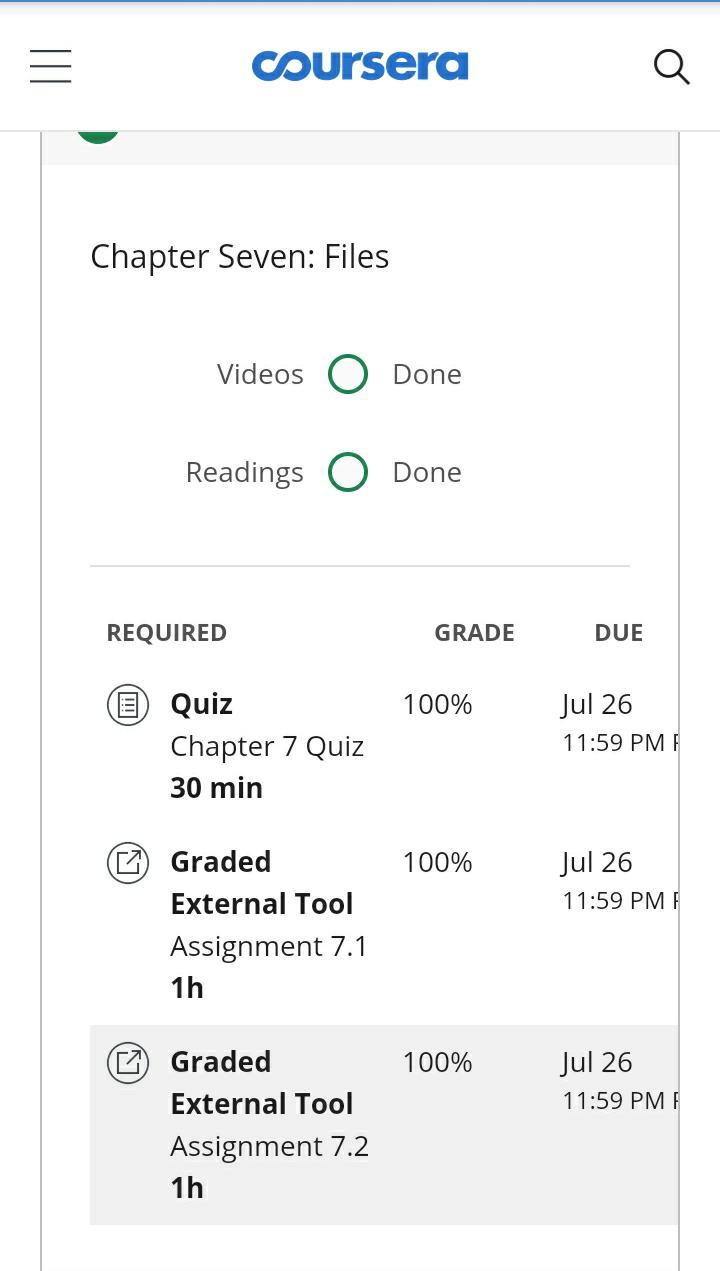 coursera
Chapter Seven: Files
Videos Done
Readings Done
REQUIRED GRADE DUE
Quiz 100% Jul 26
Chapter 7 Quiz 11:59 PM
30 min
Graded 100% Jul 26
External Tool 11:59 PM
Assignment 7.1
1h
Graded 100% Jul 26
External Tool 11:59 PM
Assignment 7.2
1h